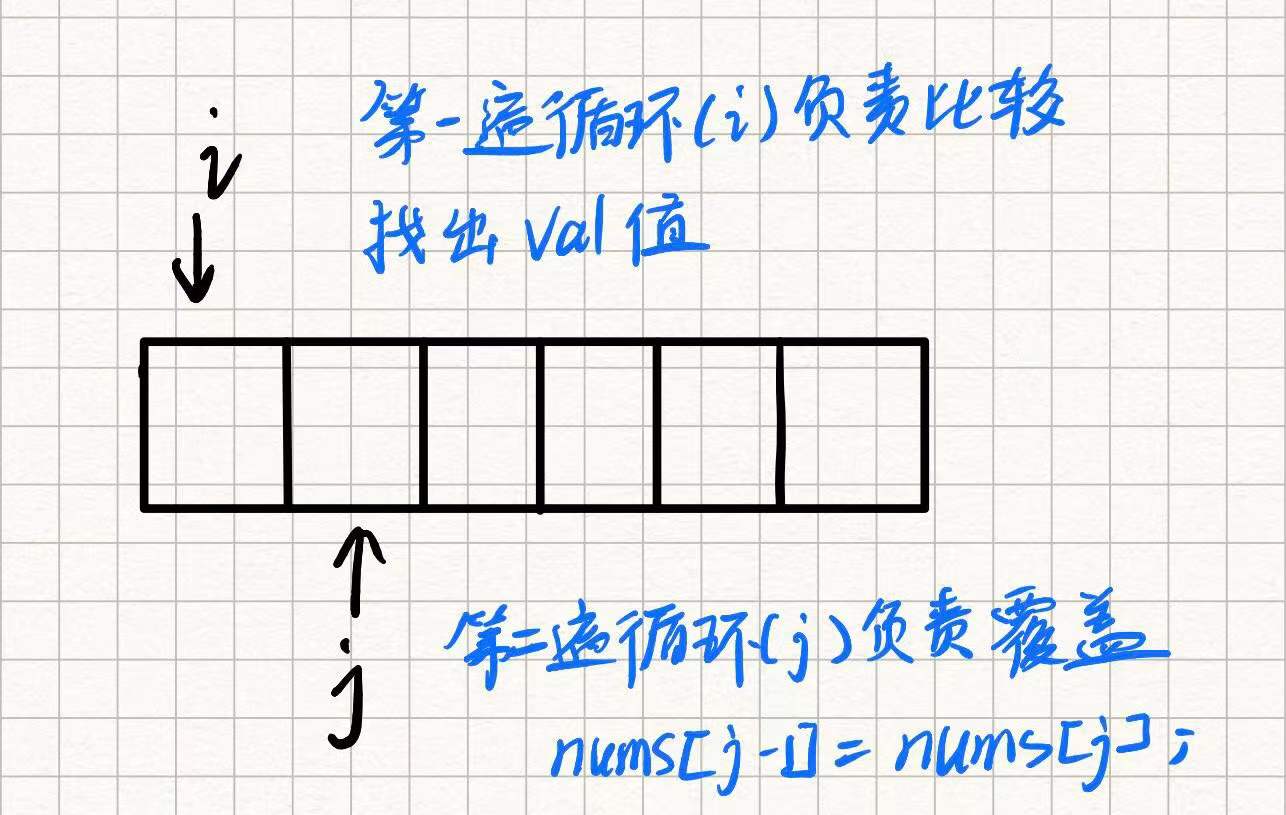 i
第一遍循环(i)负责比较
找出val值
第二遍循环(j)负责覆盖
j
nums[j-1]=nums[j];